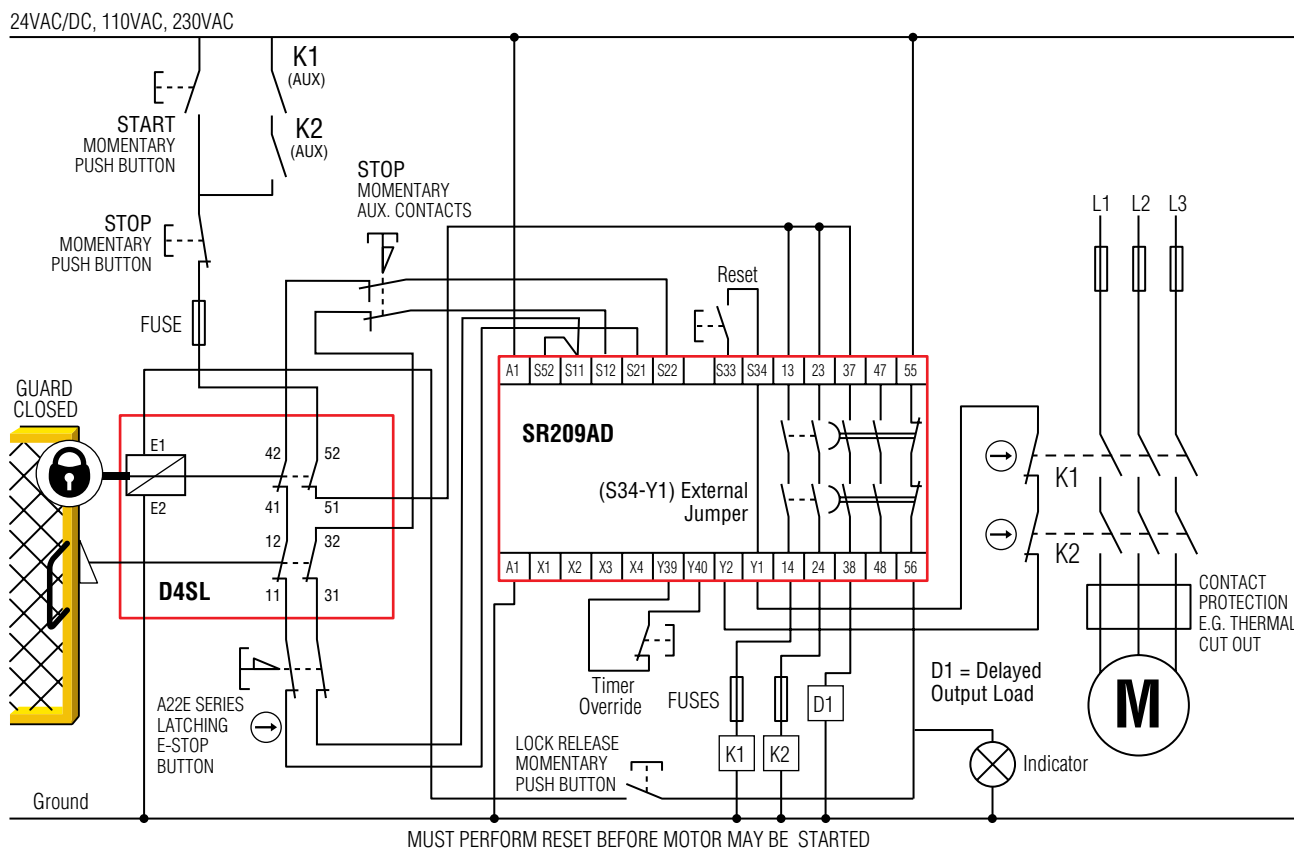 24VAC/DC, 110VAC, 230VAC
K1
(AUX)
START
MOMENTARY
PUSH BUTTON
K2
(AUX)
STOP
MOMENTARY
AUX. CONTACTS
STOP
MOMENTARY
PUSH BUTTON
L1 L2 L3
Reset
FUSE
GUARD
CLOSED
A1 S52 S11 S12 S21 S22 S33 S34 13 23 37 47 55
SR209AD
(S34-Y1) External
Jumper
E1
E2
42 52
41 51
12 32
11 31
D4SL
K1
K2
A1 X1 X2 X3 X4 Y39 Y40 Y2 Y1 14 24 38 48 56
CONTACT
PROTECTION
E.G. THERMAL
CUT OUT
A22E SERIES
LATCHING
E-STOP
BUTTON
Timer
Override
FUSES
D1
D1 = Delayed
Output Load
M
LOCK RELEASE
MOMENTARY
PUSH BUTTON
K1 K2
Indicator
Ground
MUST PERFORM RESET BEFORE MOTOR MAY BE STARTED